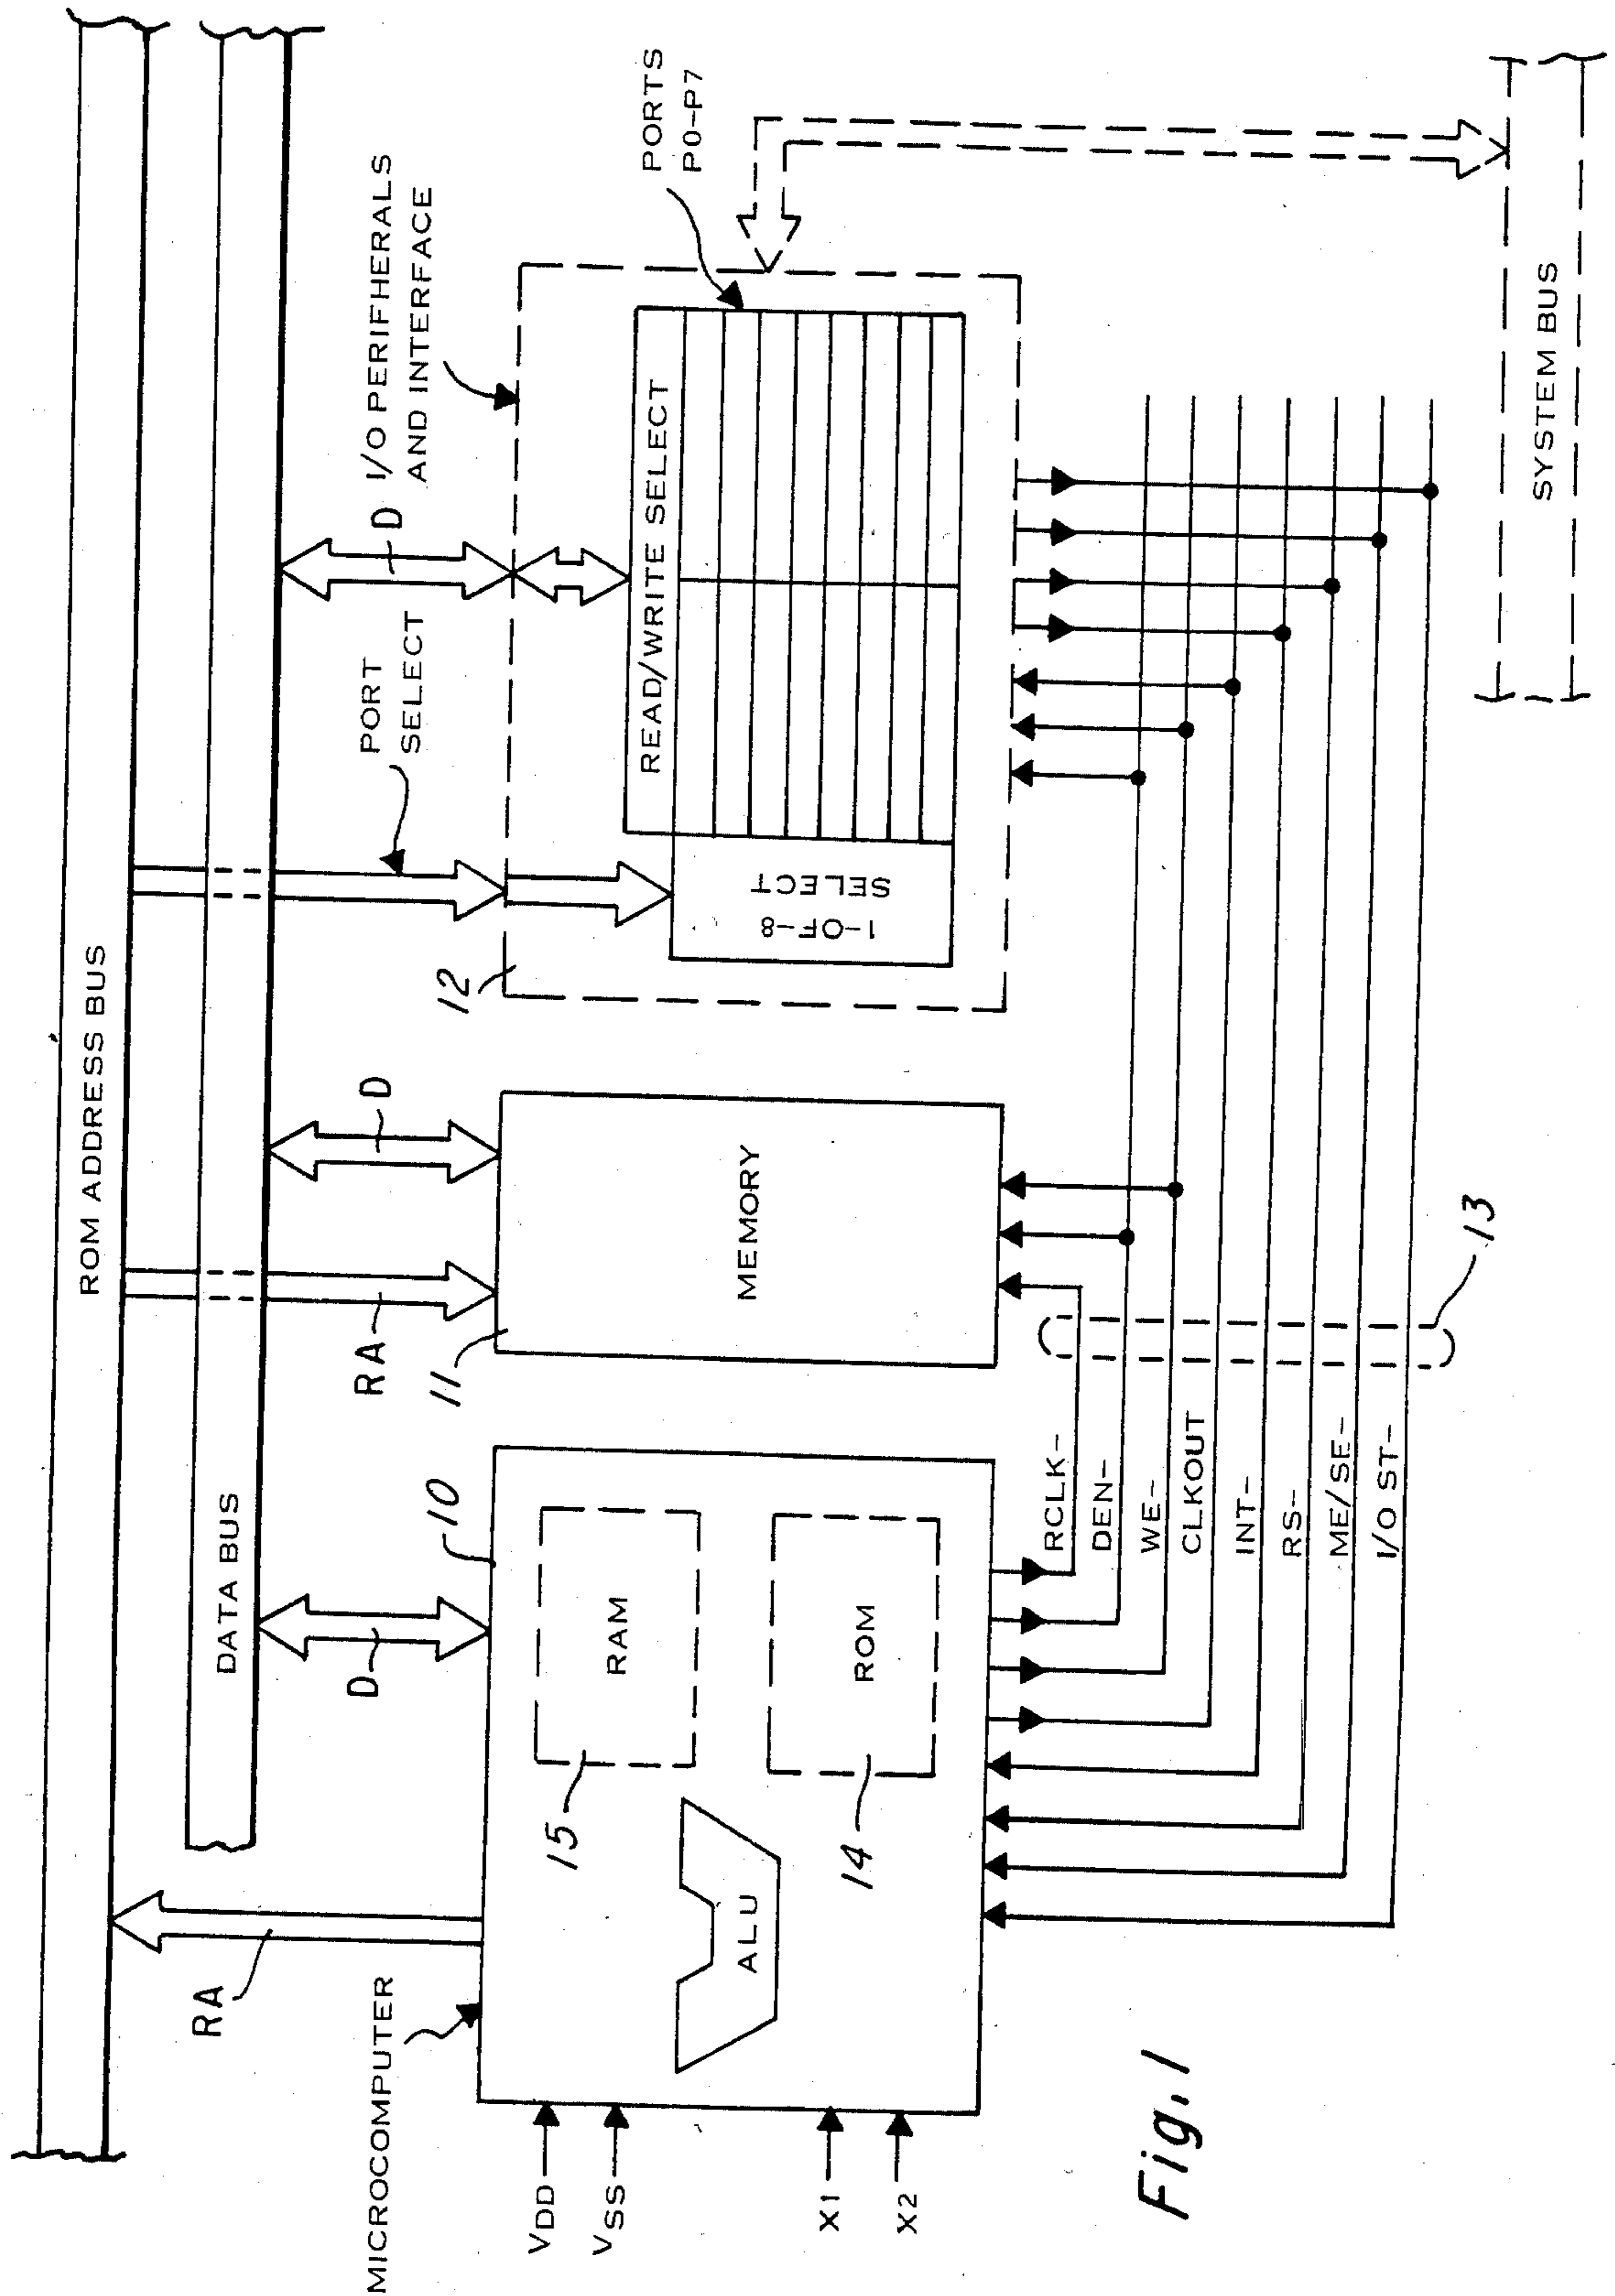 ROM ADDRESS BUS
DATA BUS
RA
D
RA
D
PORT
SELECT
D
I/O PERIFHERALS
AND INTERFACE
MICROCOMPUTER
10
11
12
PORTS
P0-P7
VDD
VSS
X1
X2
RAM
15
ROM
14
ALU
MEMORY
READ/WRITE SELECT
1-OF-8
SELECT
RCLK-
DEN-
WE-
CLKOUT
INT-
RS-
ME/SE-
I/O ST-
13
SYSTEM BUS
Fig. 1